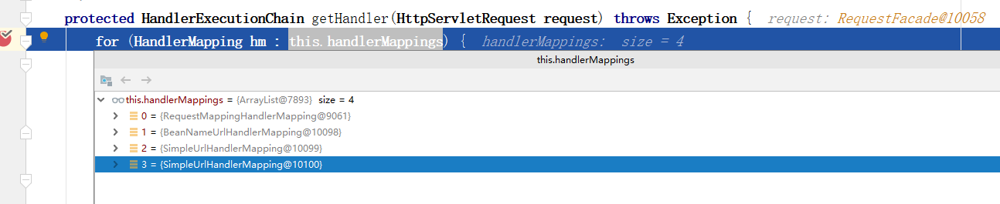 protected HandlerExecutionChain getHandler(HttpServletRequest request) throws Exception { request: RequestFacade@10058
for (HandlerMapping hm : this.handlerMappings) { handlerMappings: size = 4
this.handlerMappings
this.handlerMappings = {ArrayList@7893} size = 4
0 = {RequestMappingHandlerMapping@9061}
1 = {BeanNameUrlHandlerMapping@10098}
2 = {SimpleUrlHandlerMapping@10099}
3 = {SimpleUrlHandlerMapping@10100}